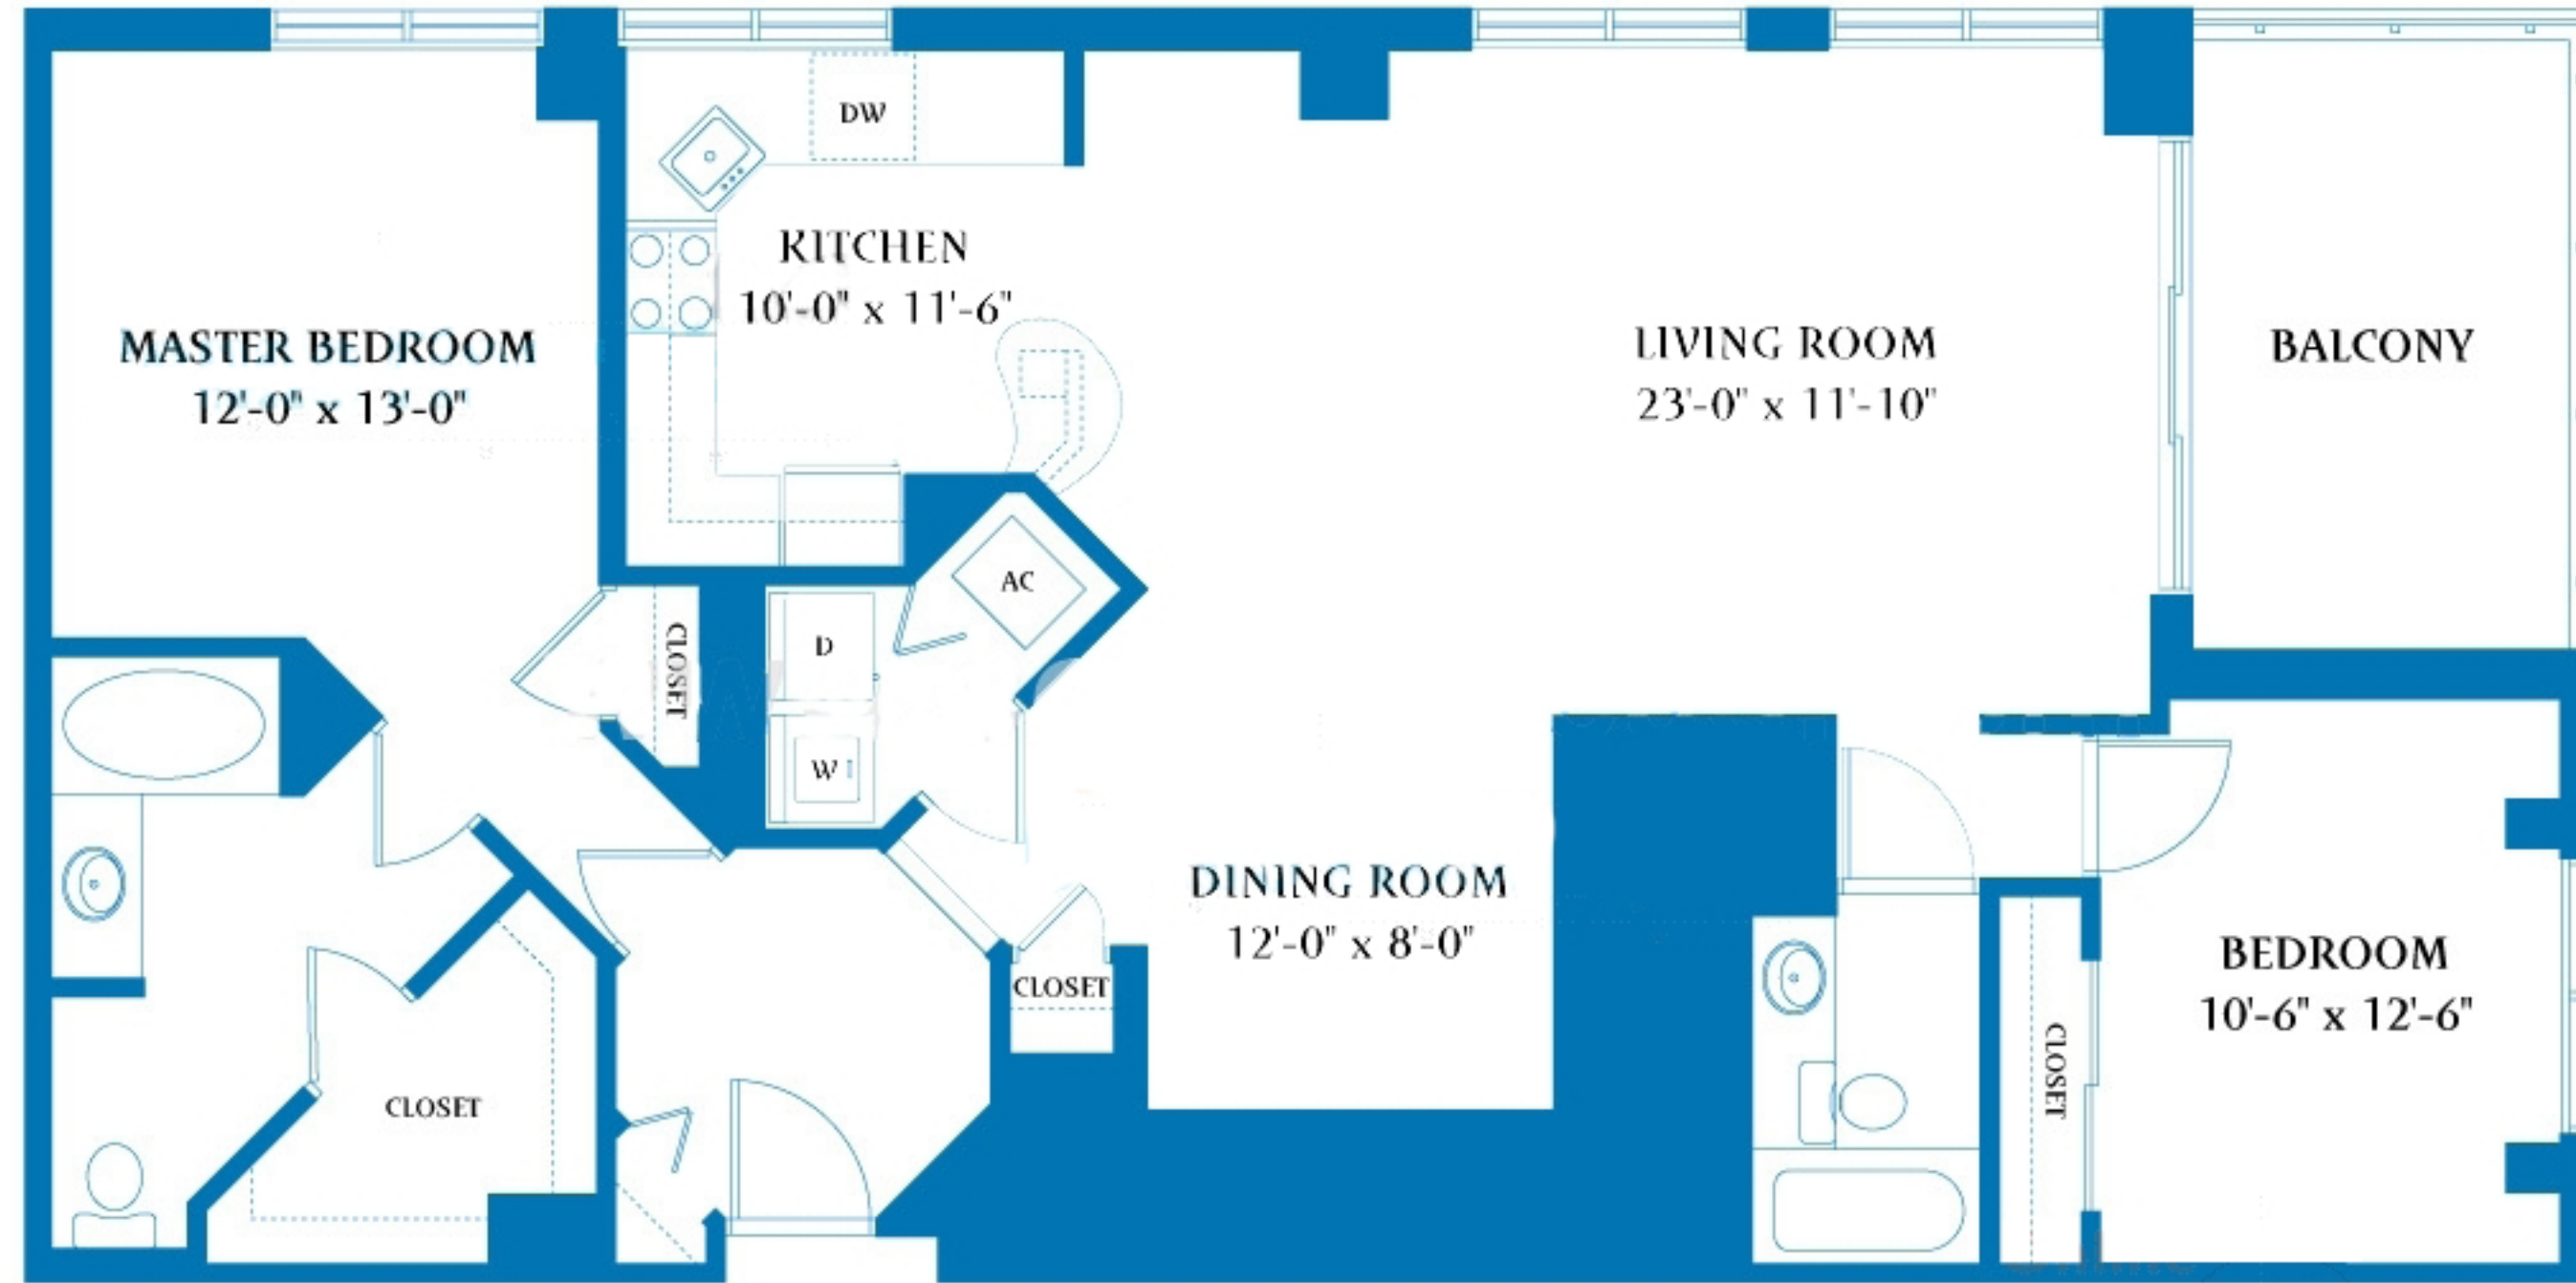 DW
KITCHEN
10'-0" x 11'-6"
MASTER BEDROOM
12'-0" x 13'-0"
LIVING ROOM
23'-0" x 11'-10"
BALCONY
AC
CLOSET
D
W
DINING ROOM
12'-0" x 8'-0"
CLOSET
BEDROOM
10'-6" x 12'-6"
CLOSET
CLOSET